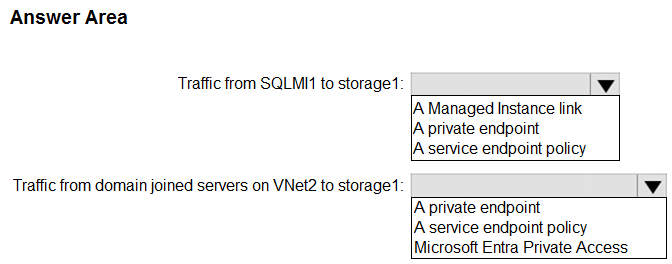 Answer Area
Traffic from SQLMI1 to storage1:
A Managed Instance link
A private endpoint
A service endpoint policy
Traffic from domain joined servers on VNet2 to storage1:
A private endpoint
A service endpoint policy
Microsoft Entra Private Access